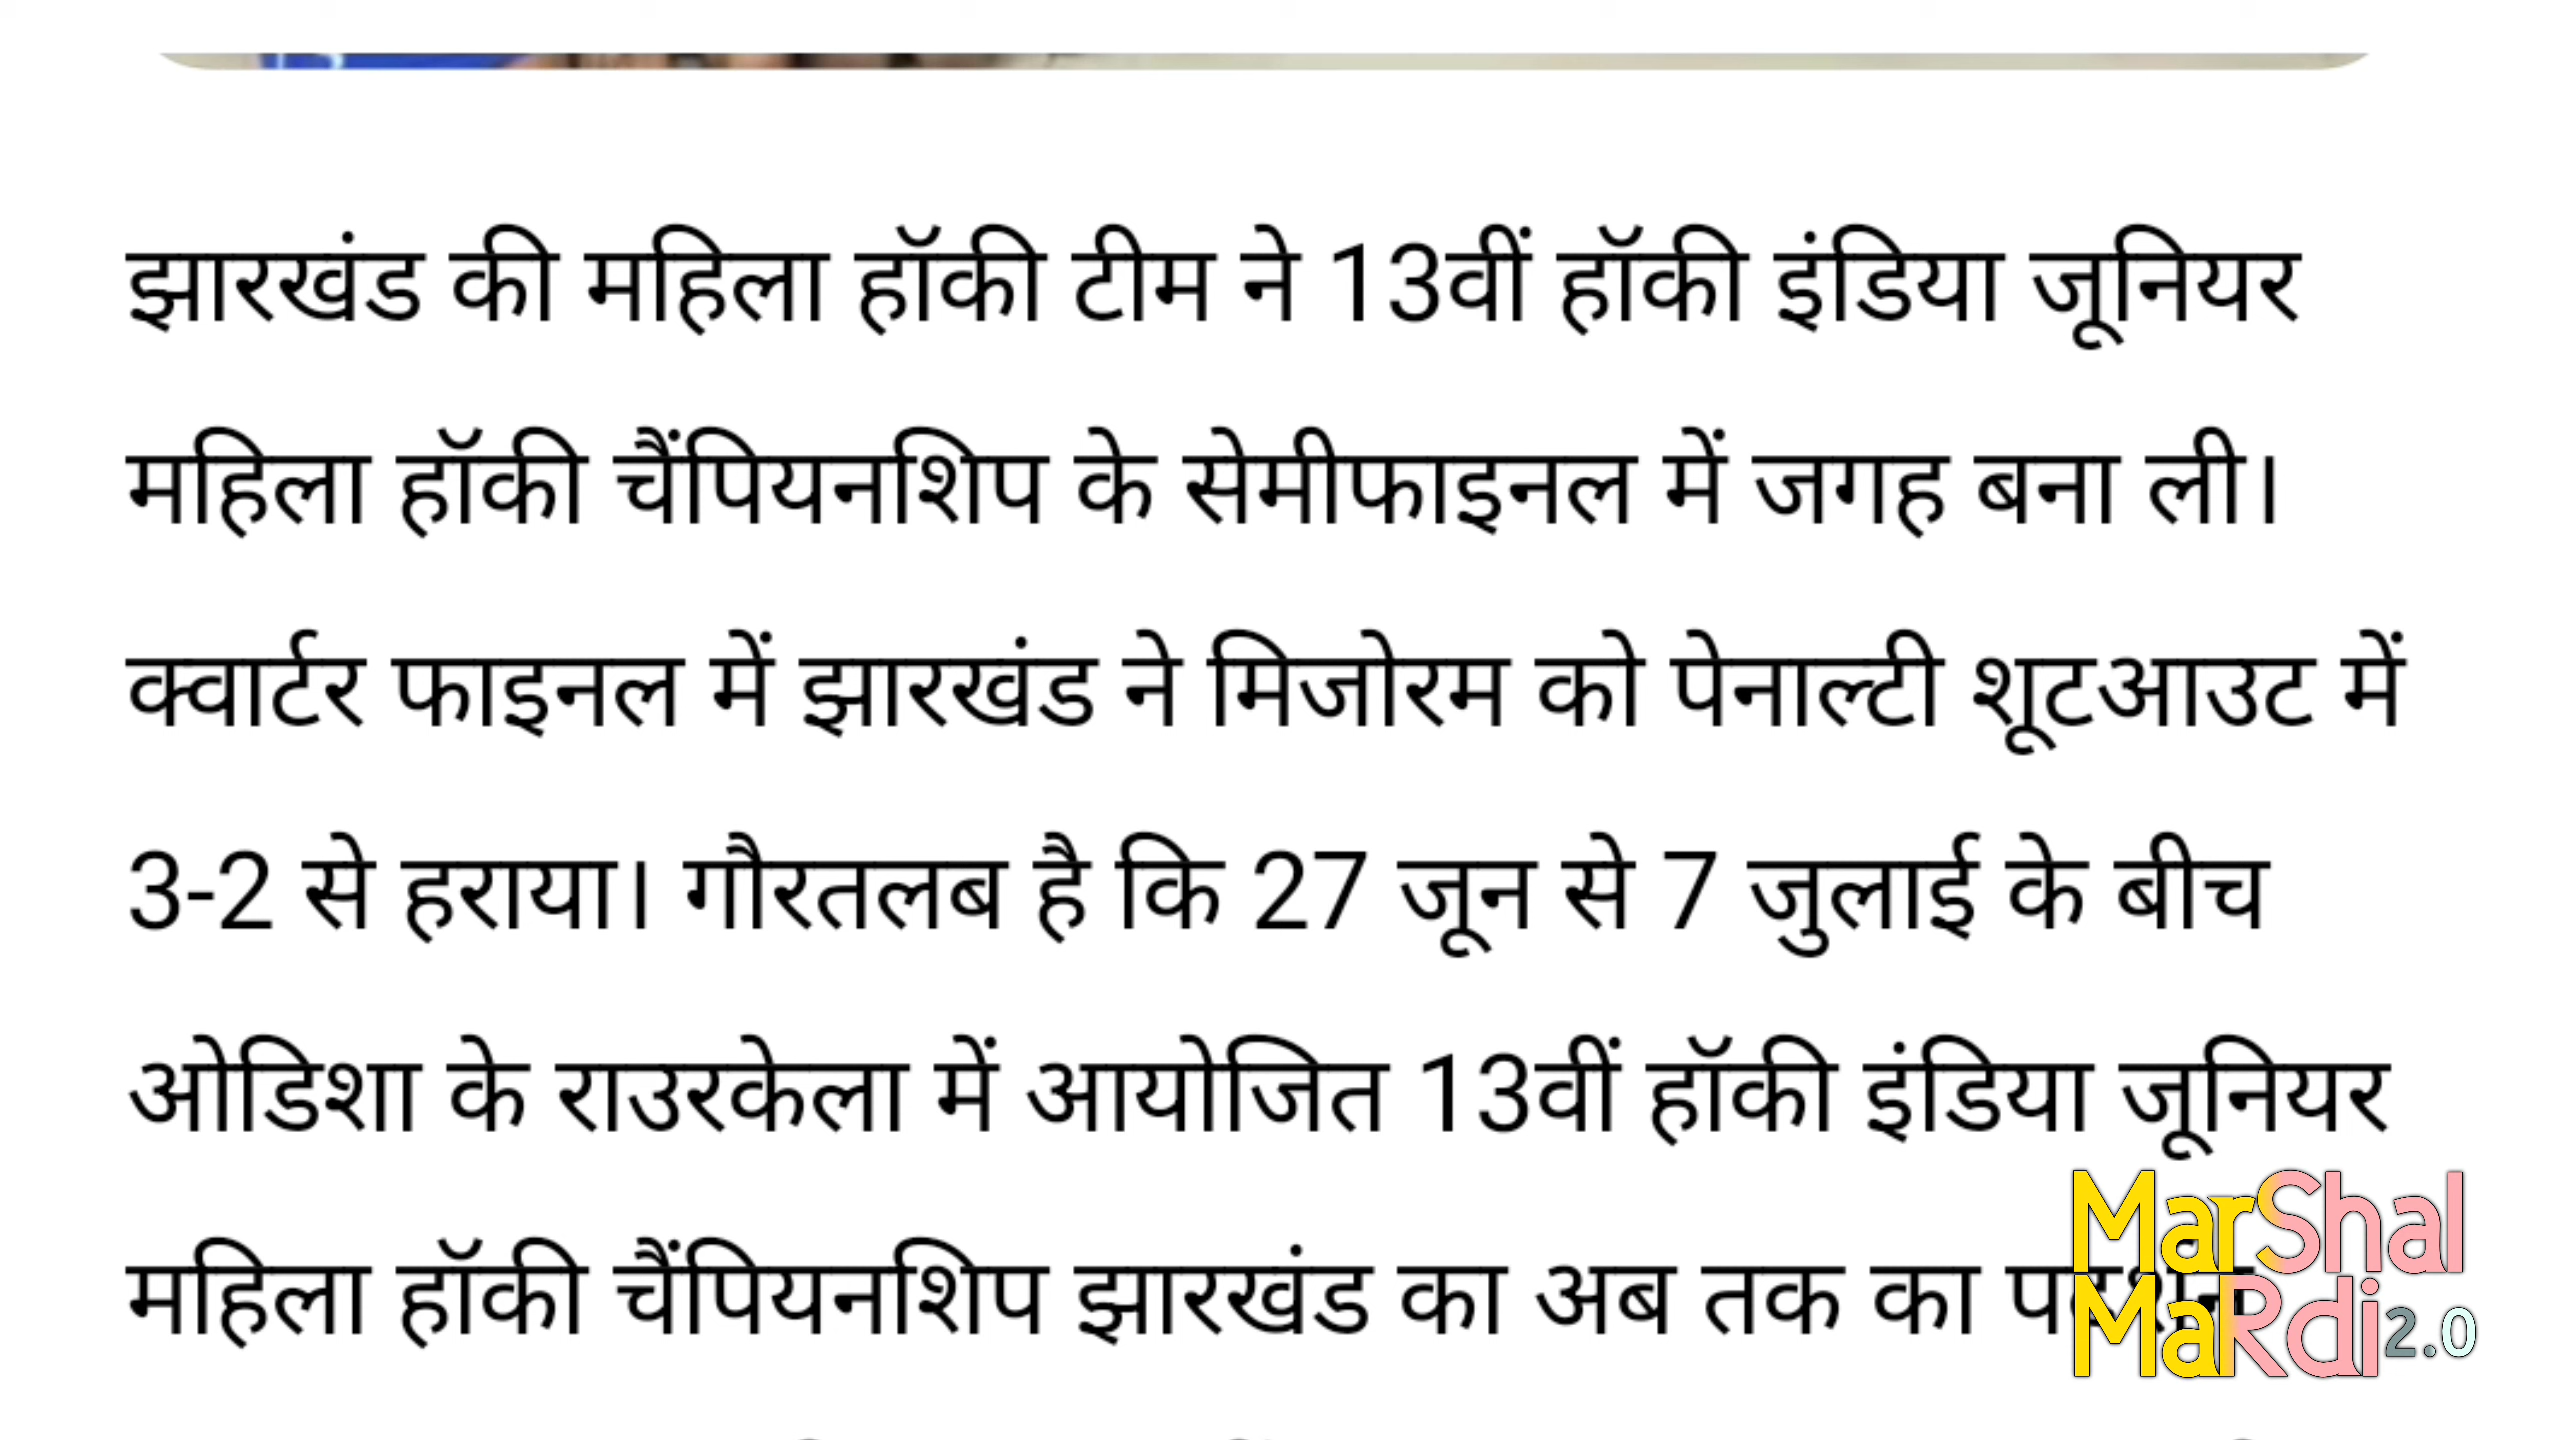 झारखंड की महिला हॉकी टीम ने 13वीं हॉकी इंडिया जूनियर
महिला हॉकी चैंपियनशिप के सेमीफाइनल में जगह बना ली।
क्वार्टर फाइनल में झारखंड ने मिजोरम को पेनाल्टी शूटआउट में
3-2 से हराया। गौरतलब है कि 27 जून से 7 जुलाई के बीच
ओडिशा के राउरकेला में आयोजित 13वीं हॉकी इंडिया जूनियर
महिला हॉकी चैंपियनशिप झारखंड का अब तक का
MarShal
MaRdi 2.0